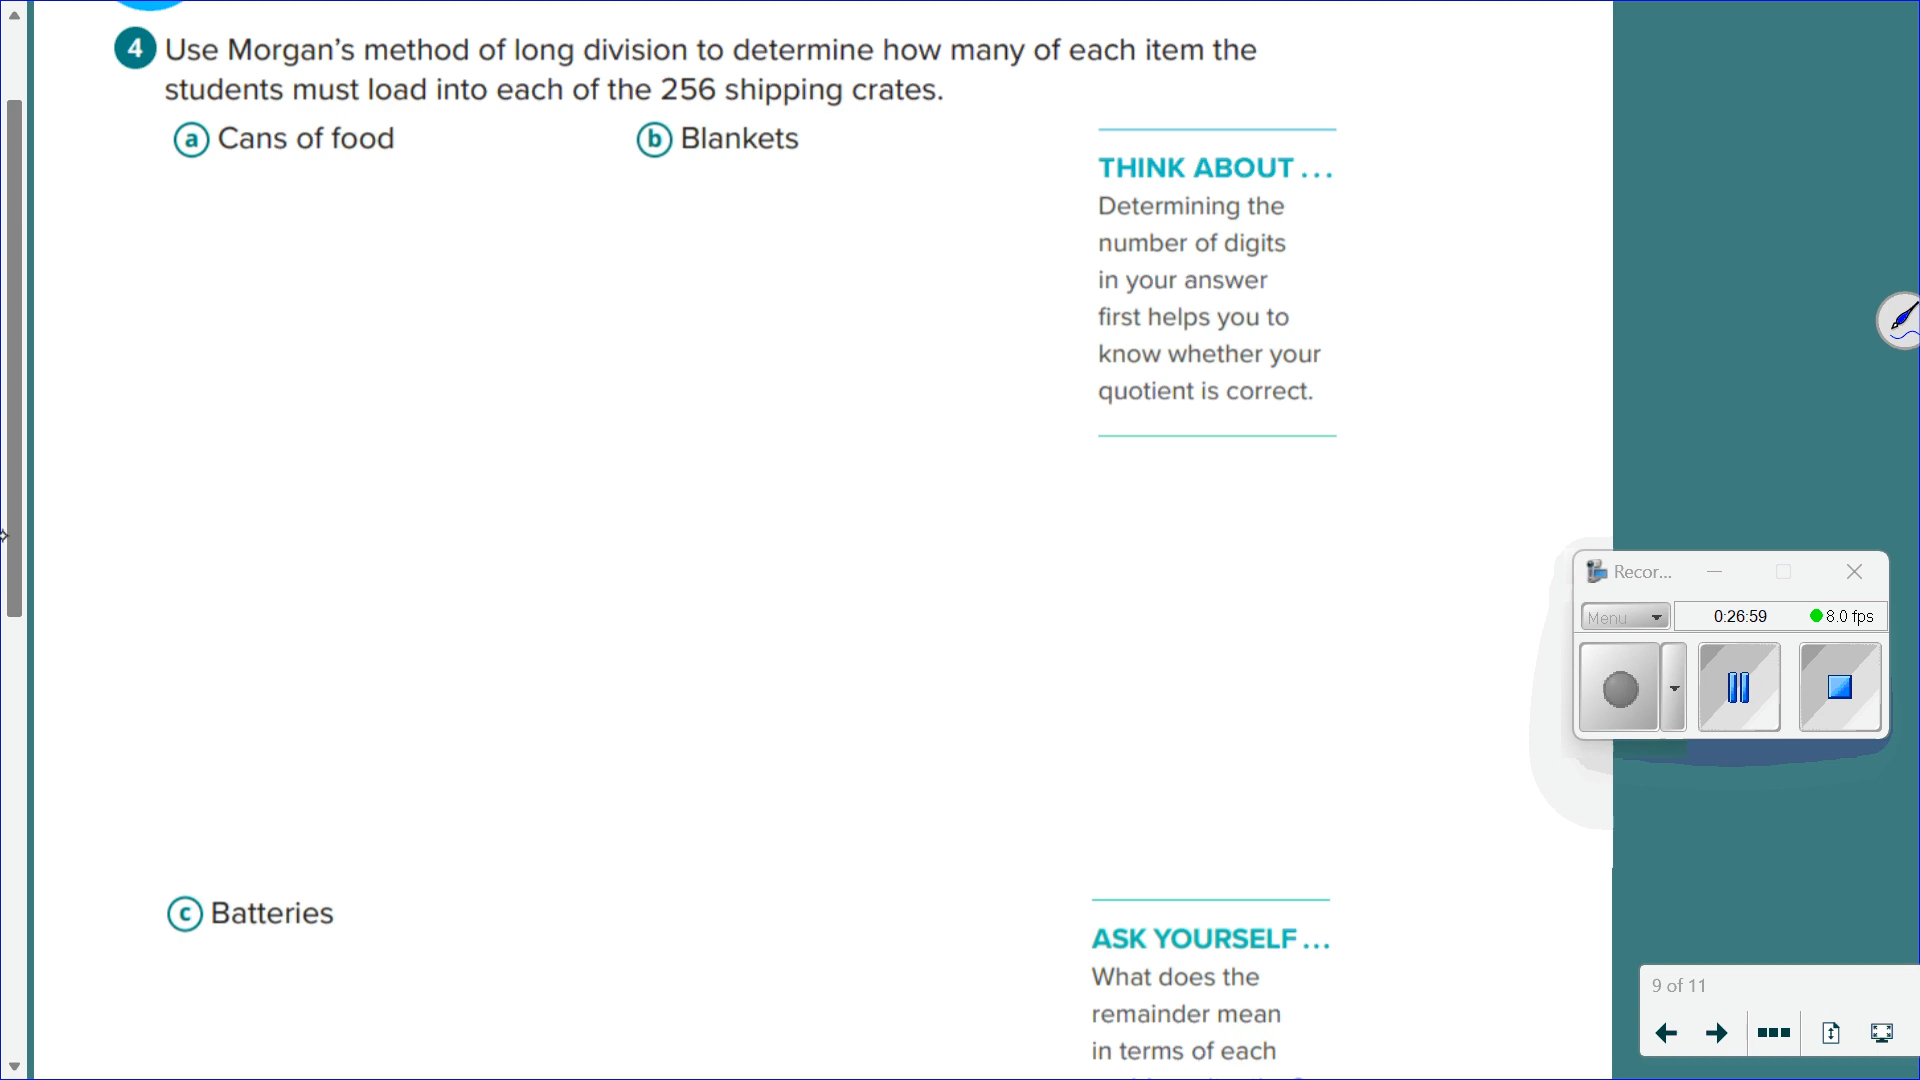 4 Use Morgan's method of long division to determine how many of each item the
students must load into each of the 256 shipping crates.
a Cans of food
b Blankets
THINK ABOUT . . .
Determining the
number of digits
in your answer
first helps you to
know whether your
quotient is correct.
Recor...
Menu
0:26:59
8.0 fps
c Batteries
ASK YOURSELF . . .
What does the
remainder mean
in terms of each
9 of 11